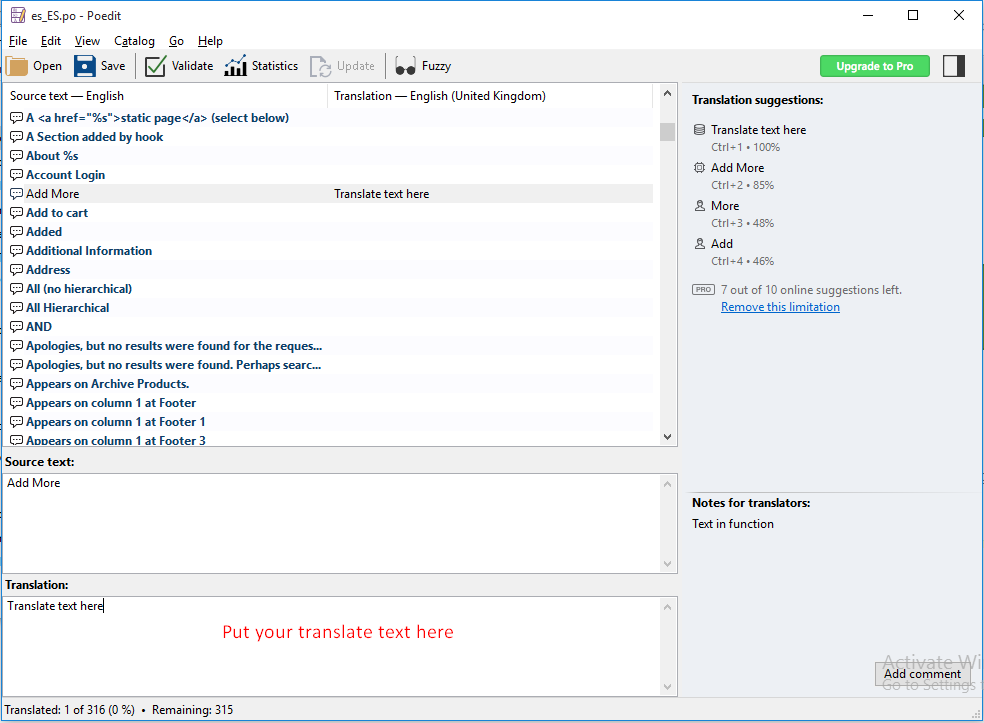 es_ES.po - Poedit
File Edit View Catalog Go Help
Open Save Validate Statistics Update Fuzzy Upgrade to Pro
Source text — English Translation — English (United Kingdom)
A <a href="%s">static page</a> (select below)
A Section added by hook
About %s
Account Login
Add More Translate text here
Add to cart
Added
Additional Information
Address
All (no hierarchical)
All Hierarchical
AND
Apologies, but no results were found for the reques...
Apologies, but no results were found. Perhaps searc...
Appears on Archive Products.
Appears on column 1 at Footer
Appears on column 1 at Footer 1
Appears on column 1 at Footer 3
Source text:
Add More
Translation:
Translate text here
Put your translate text here
Translated: 1 of 316 (0 %) • Remaining: 315
Translation suggestions:
Translate text here
Ctrl+1 • 100%
Add More
Ctrl+2 • 85%
More
Ctrl+3 • 48%
Add
Ctrl+4 • 46%
PRO 7 out of 10 online suggestions left.
Remove this limitation
Notes for translators:
Text in function
Activate Wi
Add comment
Go to Settings